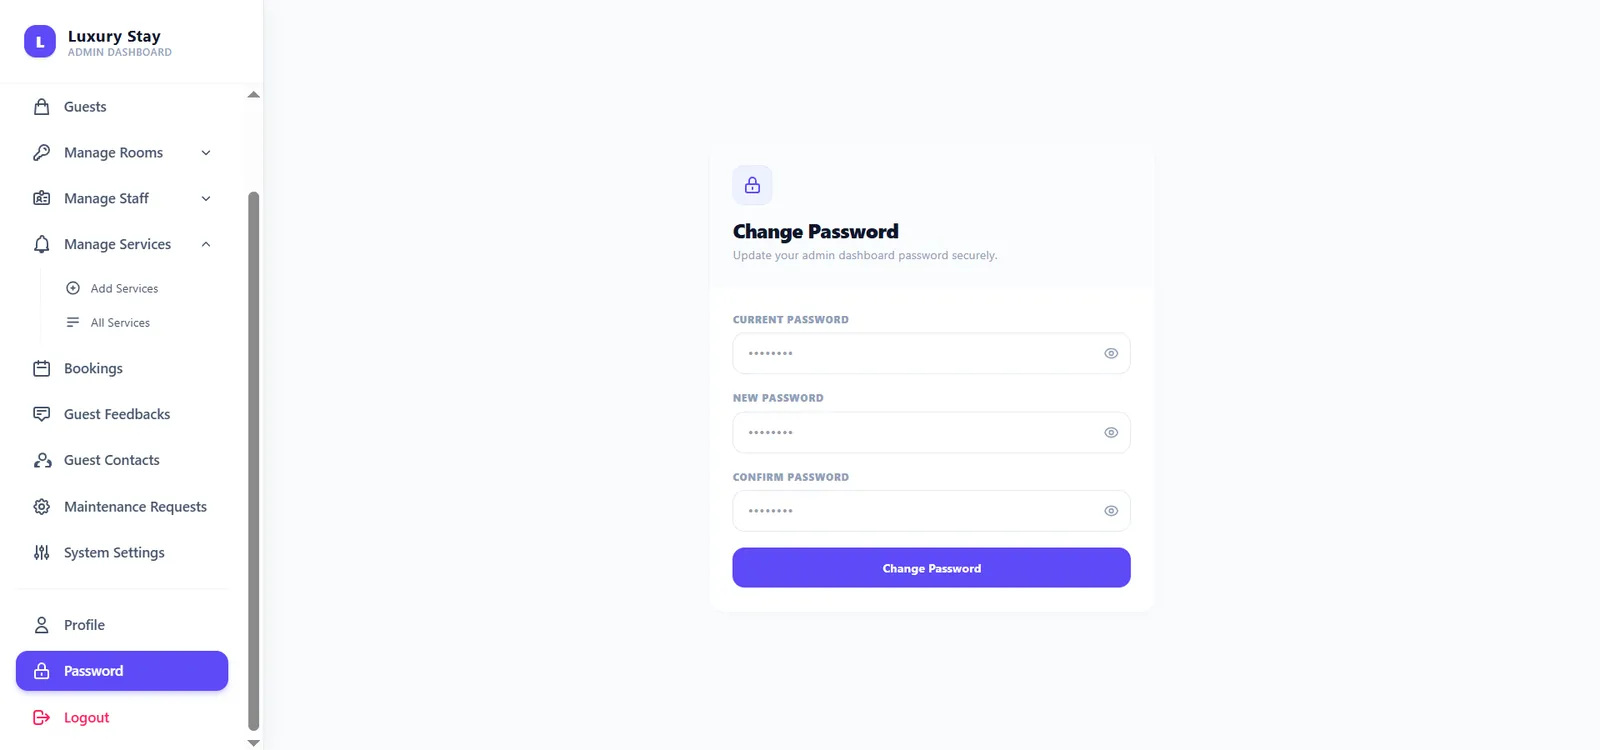 L
Luxury Stay
ADMIN DASHBOARD
Guests
Manage Rooms
Manage Staff
Manage Services
Add Services
All Services
Bookings
Guest Feedbacks
Guest Contacts
Maintenance Requests
System Settings
Profile
Password
Logout
Change Password
Update your admin dashboard password securely.
CURRENT PASSWORD
••••••••
NEW PASSWORD
••••••••
CONFIRM PASSWORD
••••••••
Change Password